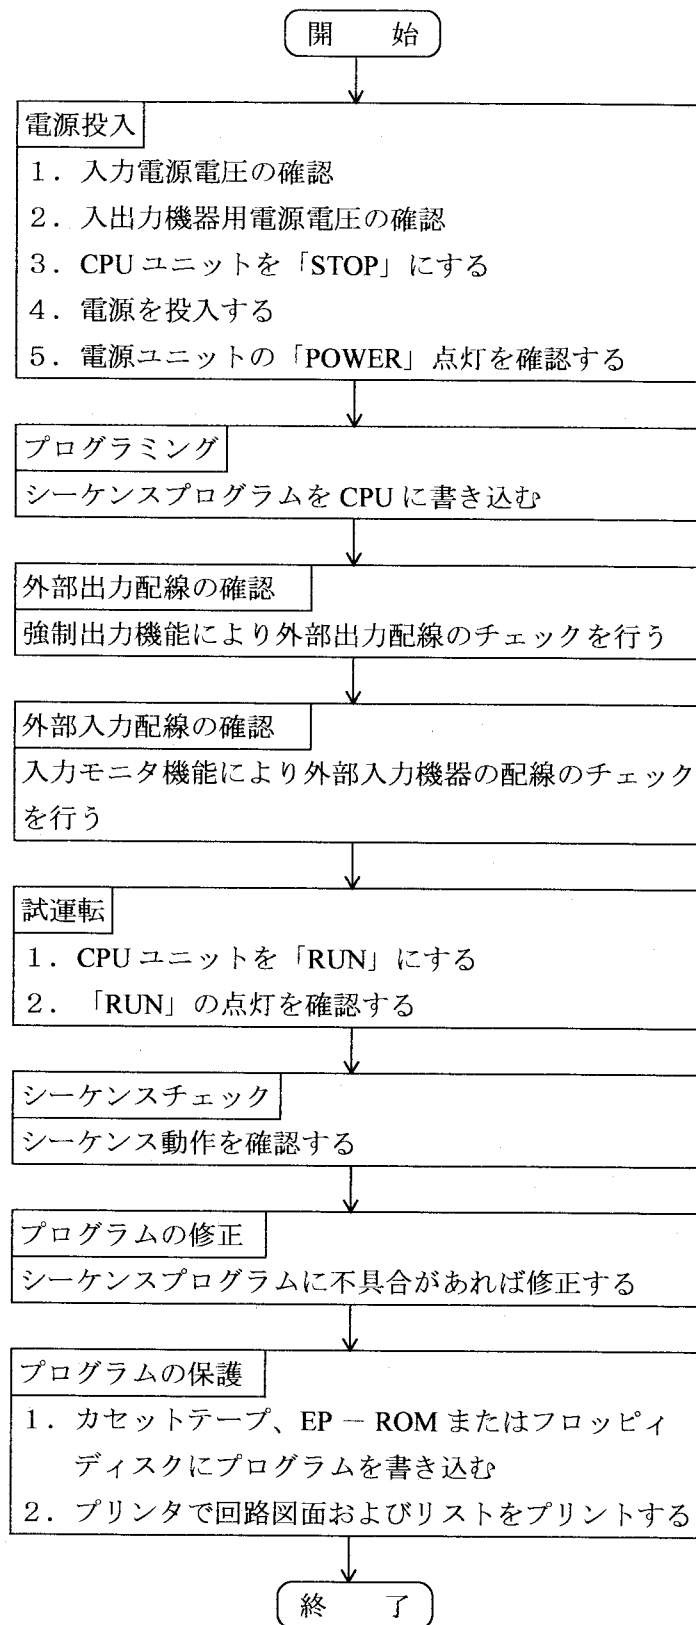 開　　始
電源投入
１．入力電源電圧の確認
２．入出力機器用電源電圧の確認
３．CPU ユニットを「STOP」にする
４．電源を投入する
５．電源ユニットの「POWER」点灯を確認する
プログラミング
シーケンスプログラムを CPU に書き込む
外部出力配線の確認
強制出力機能により外部出力配線のチェックを行う
外部入力配線の確認
入力モニタ機能により外部入力機器の配線のチェック
を行う
試運転
１．CPU ユニットを「RUN」にする
２．「RUN」の点灯を確認する
シーケンスチェック
シーケンス動作を確認する
プログラムの修正
シーケンスプログラムに不具合があれば修正する
プログラムの保護
１．カセットテープ、EP － ROM またはフロッピィ
ディスクにプログラムを書き込む
２．プリンタで回路図面およびリストをプリントする
終　　了